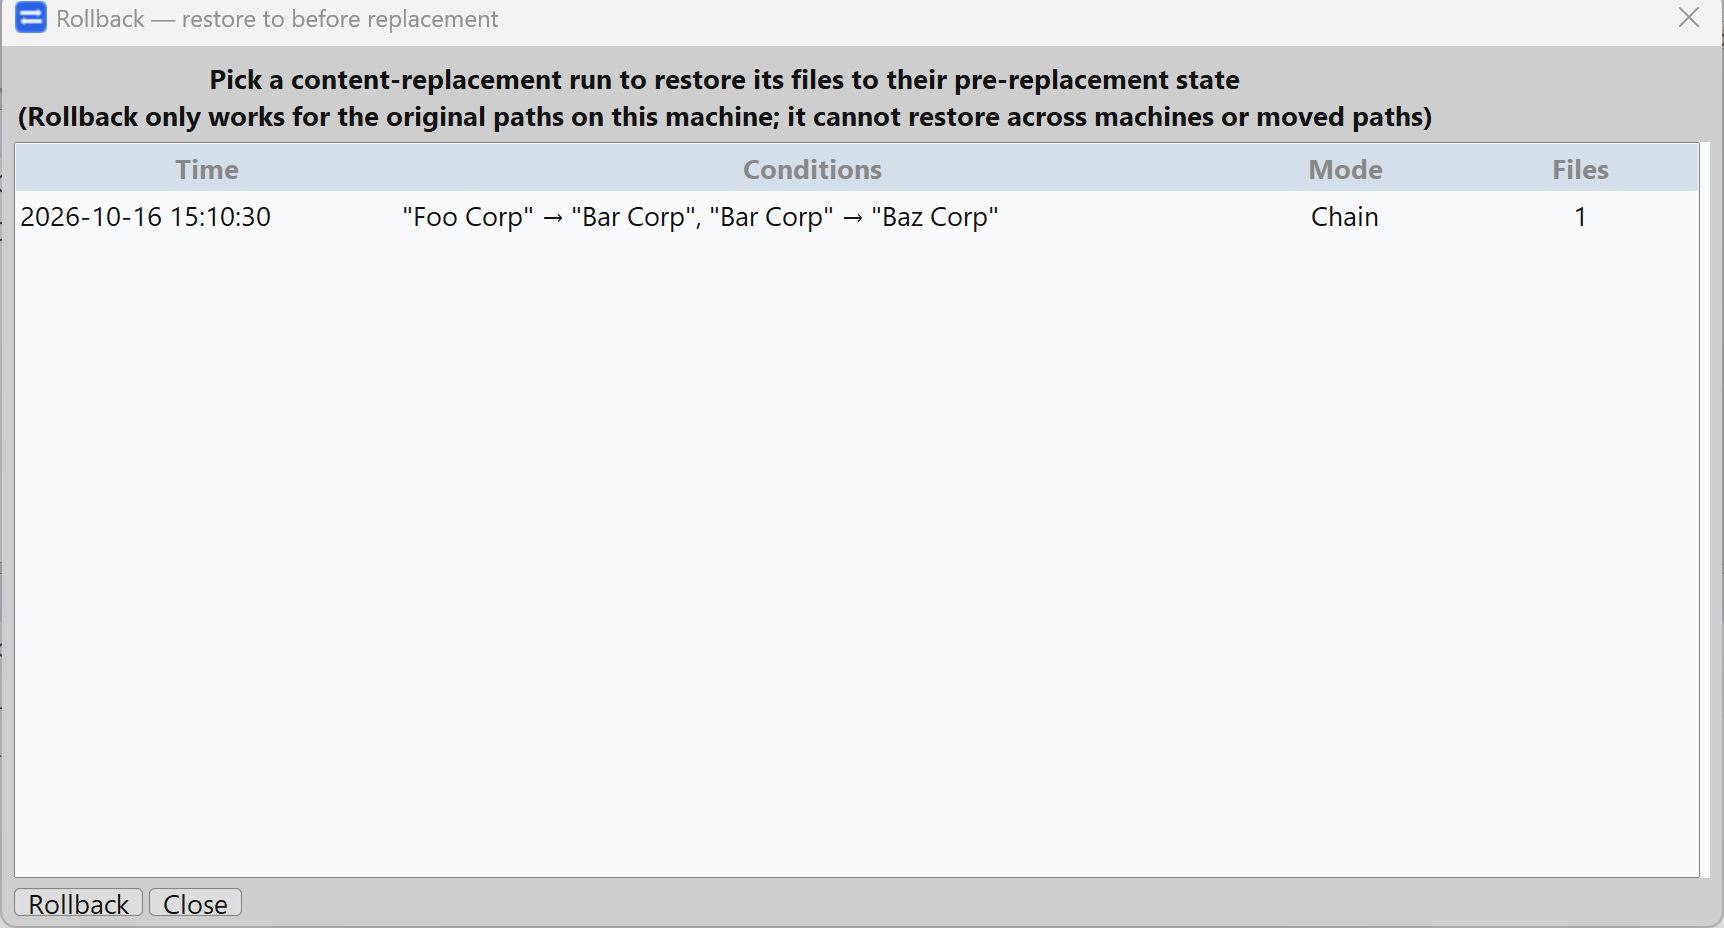 Rollback — restore to before replacement
Pick a content-replacement run to restore its files to their pre-replacement state
(Rollback only works for the original paths on this machine; it cannot restore across machines or moved paths)
Time Conditions Mode Files
2026-10-16 15:10:30 "Foo Corp" → "Bar Corp", "Bar Corp" → "Baz Corp" Chain 1
Rollback Close